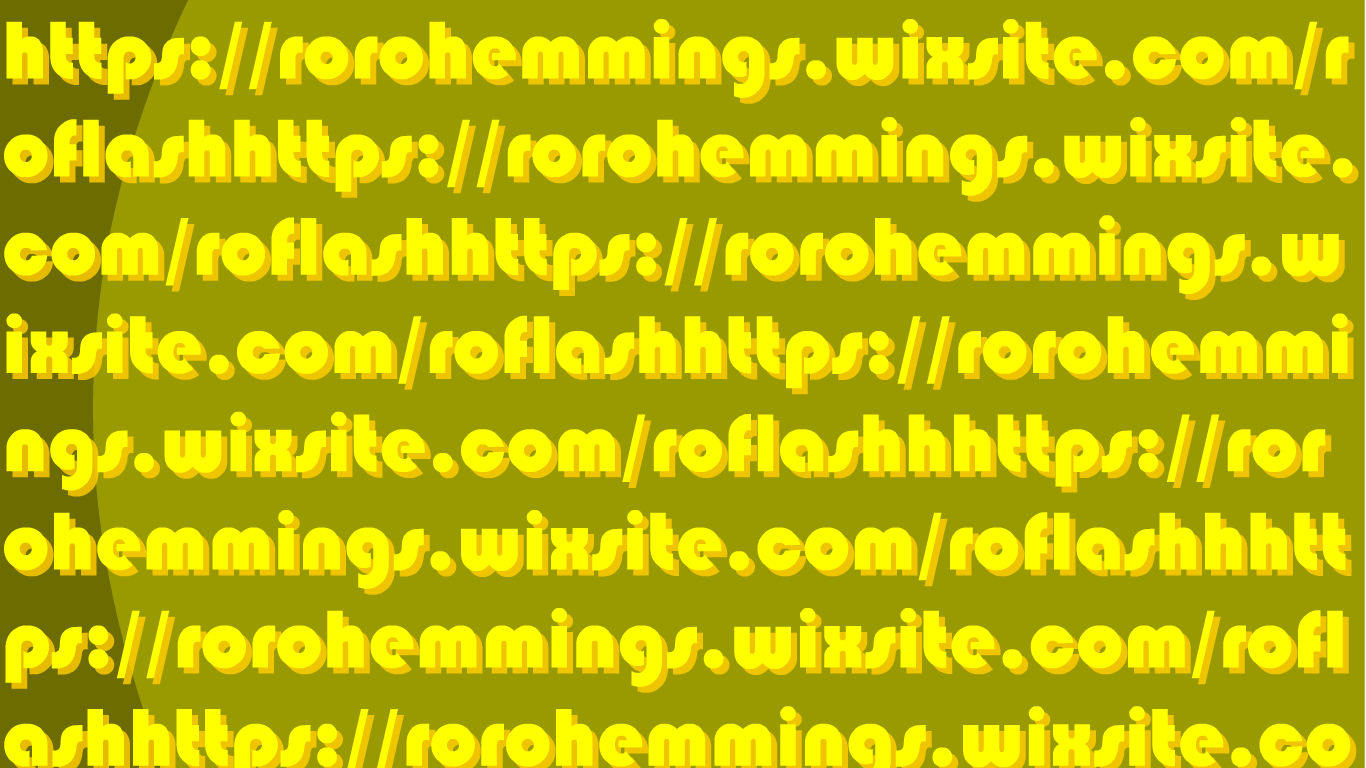 https://rorohemmings.wixsite.com/r
oflashhttps://rorohemmings.wixsite.
com/roflashhttps://rorohemmings.w
ixsite.com/roflashhttps://rorohemmi
ngs.wixsite.com/roflashhhttps://ror
ohemmings.wixsite.com/roflashhhtt
ps://rorohemmings.wixsite.com/rofl
ashhttps://rorohemmings.wixsite.co